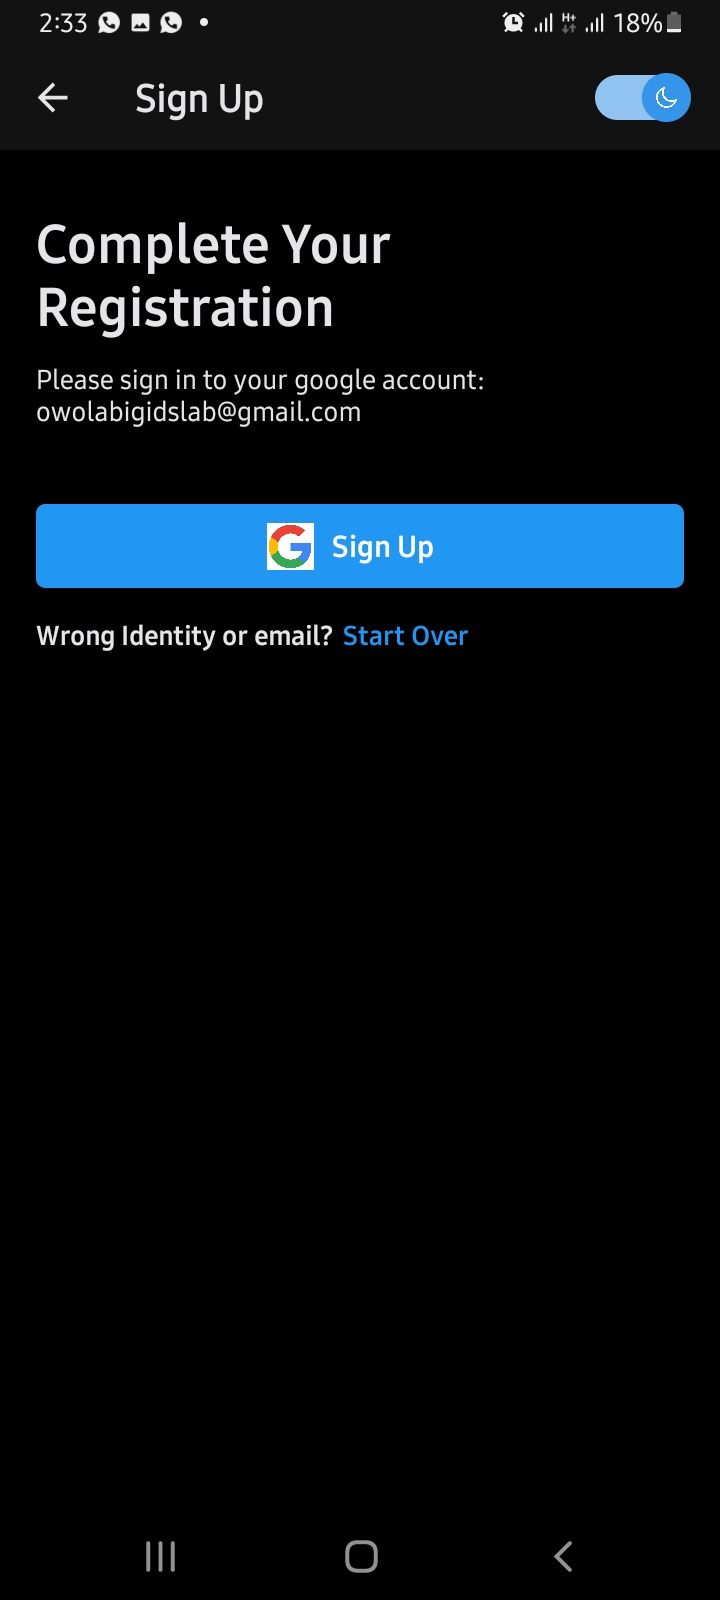 2:33 H+ 18%
Sign Up
Complete Your
Registration
Please sign in to your google account:
owolabigidslab@gmail.com
Sign Up
Wrong Identity or email? Start Over